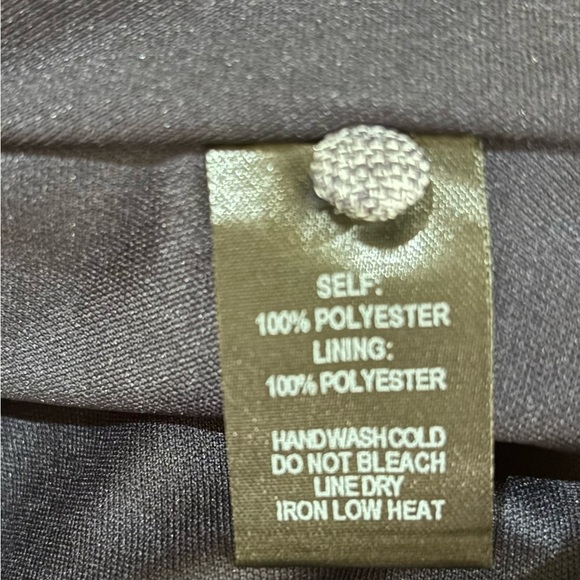 SELF:
100% POLYESTER
LINING:
100% POLYESTER
HAND WASH COLD
DO NOT BLEACH
LINE DRY
IRON LOW HEAT